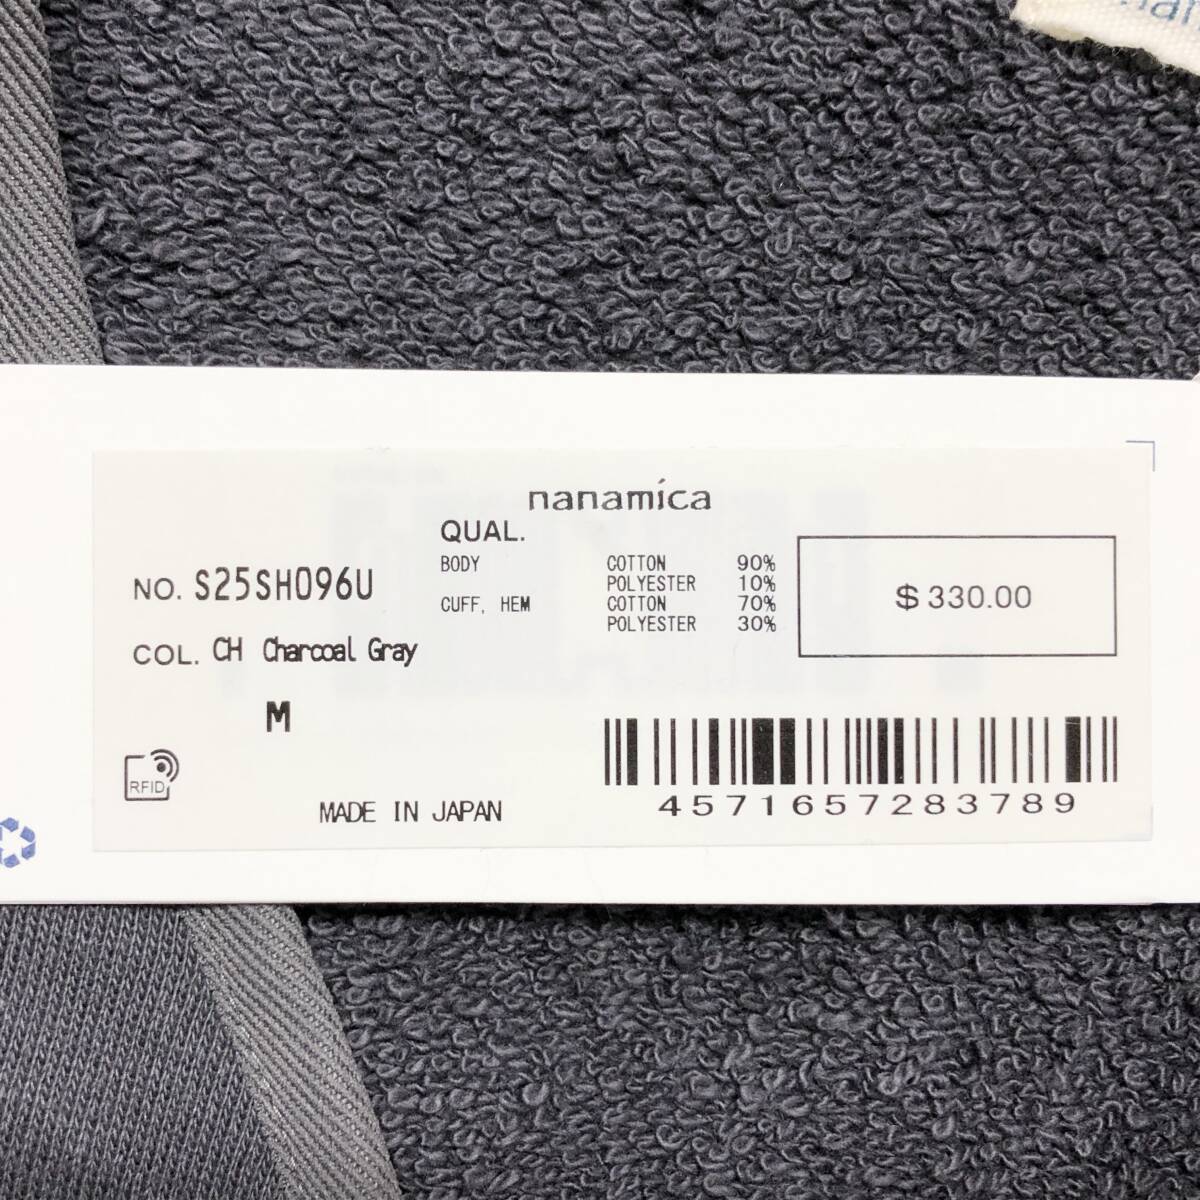 nanamica
QUAL.
BODY COTTON 90%
POLYESTER 10%
CUFF, HEM COTTON 70%
POLYESTER 30%
NO. S25SH096U
COL. CH Charcoal Gray
M
$330.00
RFID
MADE IN JAPAN
4571657283789